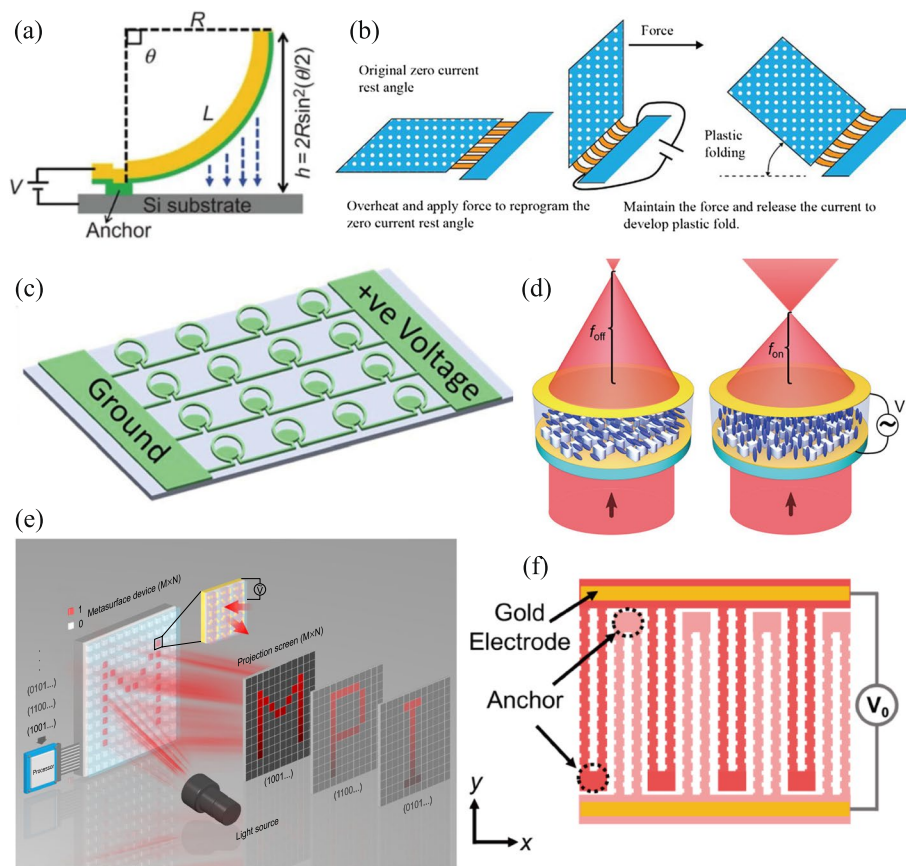 (a)
R
θ
L
h = 2Rsin²(θ/2)
V
Si substrate
Anchor
(b)
Force
Original zero current
rest angle
Plastic
folding
Overheat and apply force to reprogram the
zero current rest angle
Maintain the force and release the current to
develop plastic fold.
(c)
+ve Voltage
Ground
(d)
foff
fon
V
(e)
1
0
Metasurface device (M×N)
V
Projection screen (M×N)
(0101...)
(1100...)
(1001...)
Processor
(1001...)
(1100...)
(0101...)
Light source
M
P
I
(f)
Gold
Electrode
Anchor
V₀
y
x